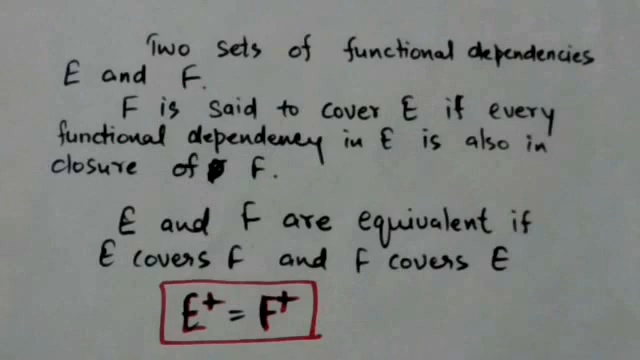 Two sets of functional dependencies
E and F.
F is said to cover E if every
functional dependency in E is also in
closure of F.
E and F are equivalent if
E covers F and F covers E
E⁺ = F⁺